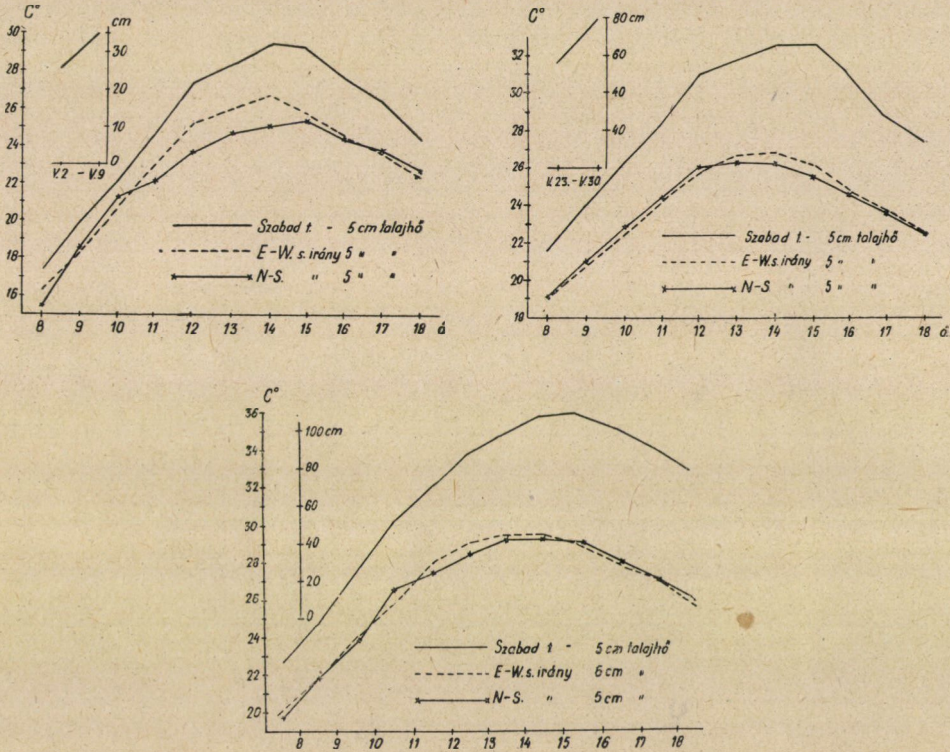 C°
30
28
26
24
22
20
18
16
cm
30
20
10
0
V.2 - V.9
Szabad t. - 5 cm talajhő
E-W. s. irány 5 " "
N-S. " 5 " "
8 9 10 11 12 13 14 15 16 17 18 ó.
C°
32
30
28
26
24
22
20
18
80 cm
60
40
40
V.23. - V.30
Szabad t. - 5 cm talajhő
E-W. s. irány 5 " "
N-S. " 5 " "
8 9 10 11 12 13 14 15 16 17 18 ó.
C°
36
34
32
30
28
26
24
22
20
100 cm
80
60
40
20
0
Szabad t. - 5 cm talajhő
E-W. s. irány 6 cm "
N-S. " 5 cm "
8 9 10 11 12 13 14 15 16 17 18